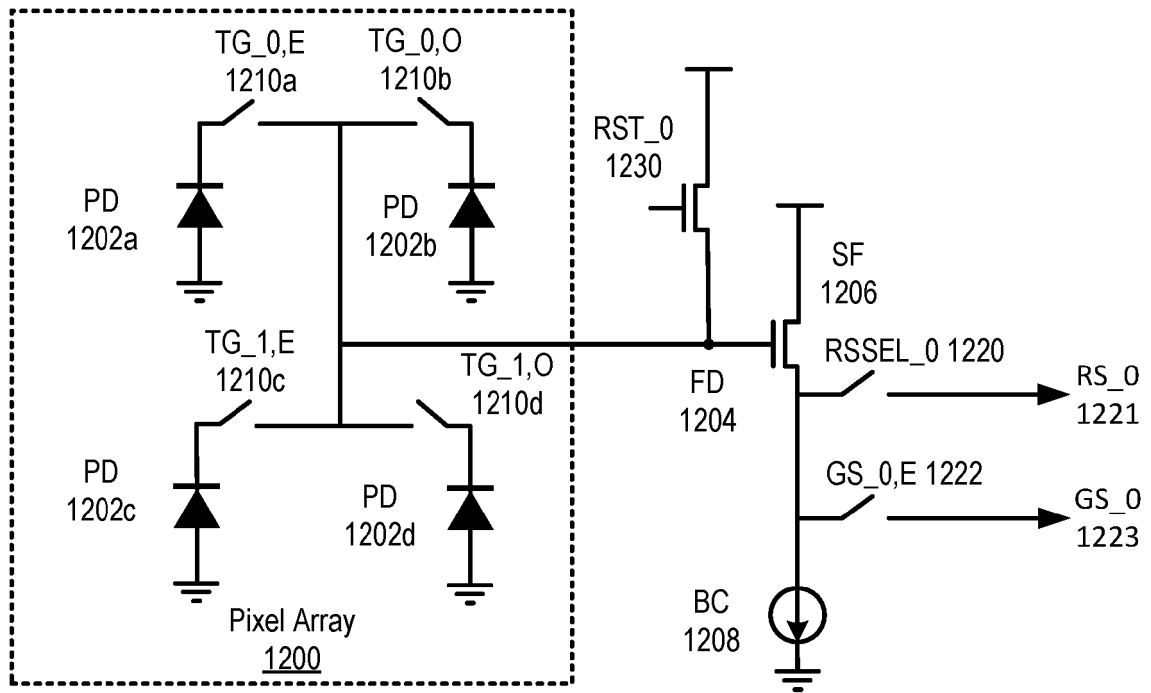 TG_0,E
1210a
TG_0,O
1210b
RST_0
1230
PD
1202a
PD
1202b
SF
1206
TG_1,E
1210c
TG_1,O
1210d
FD
1204
RSSEL_0 1220
RS_0
1221
PD
1202c
PD
1202d
GS_0,E 1222
GS_0
1223
BC
1208
Pixel Array
1200